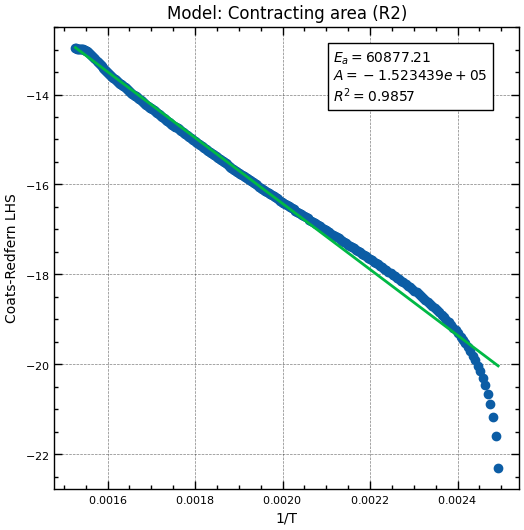 Model: Contracting area (R2)
E_a = 60877.21
A = −1.523439e + 05
R² = 0.9857
Coats-Redfern LHS
−14
−16
−18
−20
−22
0.0016 0.0018 0.0020 0.0022 0.0024
1/T